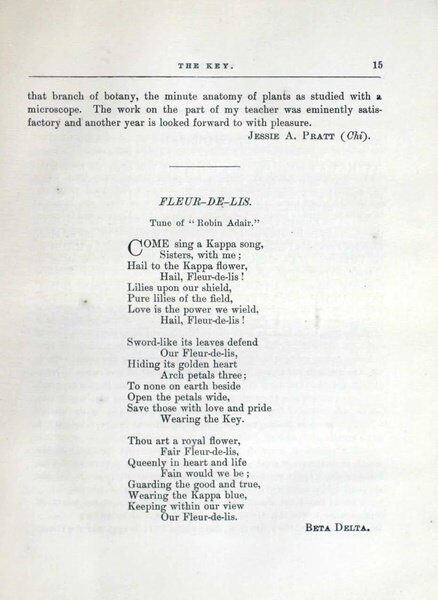 THE KEY. 15
that branch of botany, the minute anatomy of plants as studied with a
microscope. The work on the part of my teacher was eminently satis-
factory and another year is looked forward to with pleasure.
JESSIE A. PRATT (Chi).
FLEUR-DE-LIS.
Tune of "Robin Adair."
COME sing a Kappa song,
Sisters, with me;
Hail to the Kappa flower,
Hail, Fleur-de-lis!
Lilies upon our shield,
Pure lilies of the field,
Love is the power we wield,
Hail, Fleur-de-lis!
Sword-like its leaves defend
Our Fleur-de-lis,
Hiding its golden heart
Arch petals three;
To none on earth beside
Open the petals wide,
Save those with love and pride
Wearing the Key.
Thou art a royal flower,
Fair Fleur-de-lis,
Queenly in heart and life
Fain would we be;
Guarding the good and true,
Wearing the Kappa blue,
Keeping within our view
Our Fleur-de-lis.
BETA DELTA.